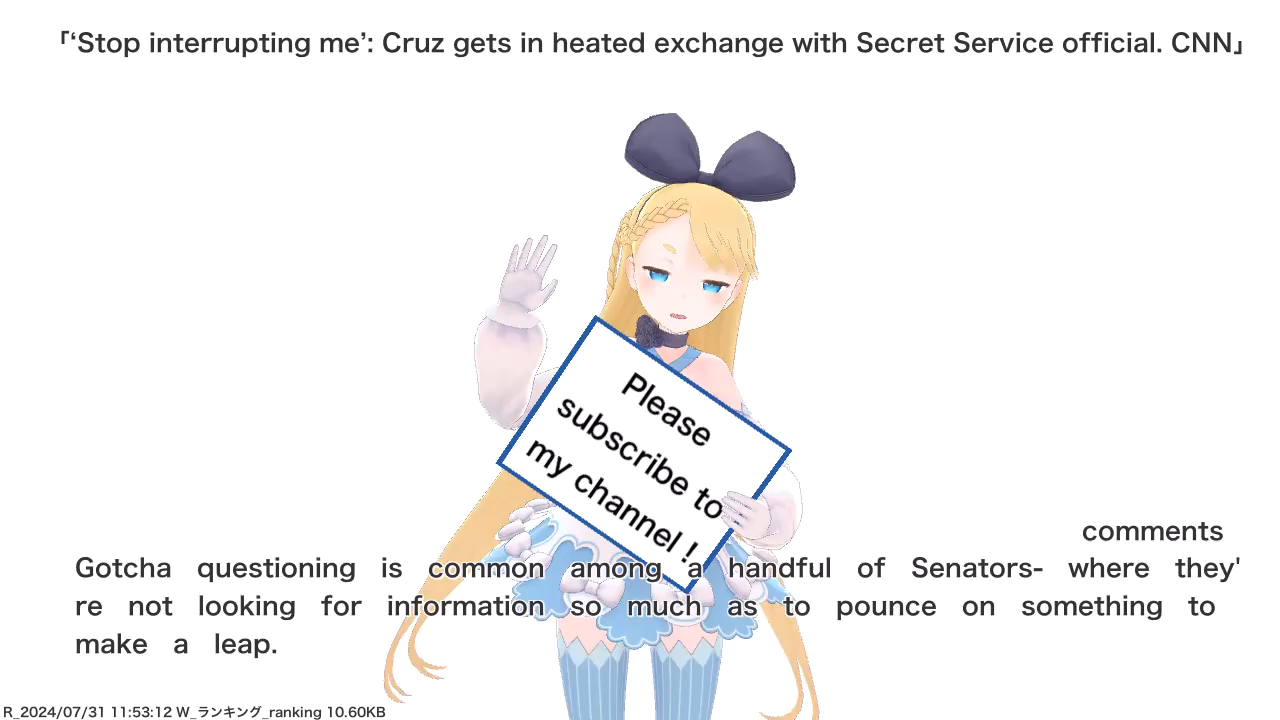 「‘Stop interrupting me’: Cruz gets in heated exchange with Secret Service official. CNN」
Please
subscribe to
my channel !
comments
Gotcha questioning is common among a handful of Senators- where they'
re not looking for information so much as to pounce on something to
make a leap.
R_2024/07/31 11:53:12 W_ランキング_ranking 10.60KB